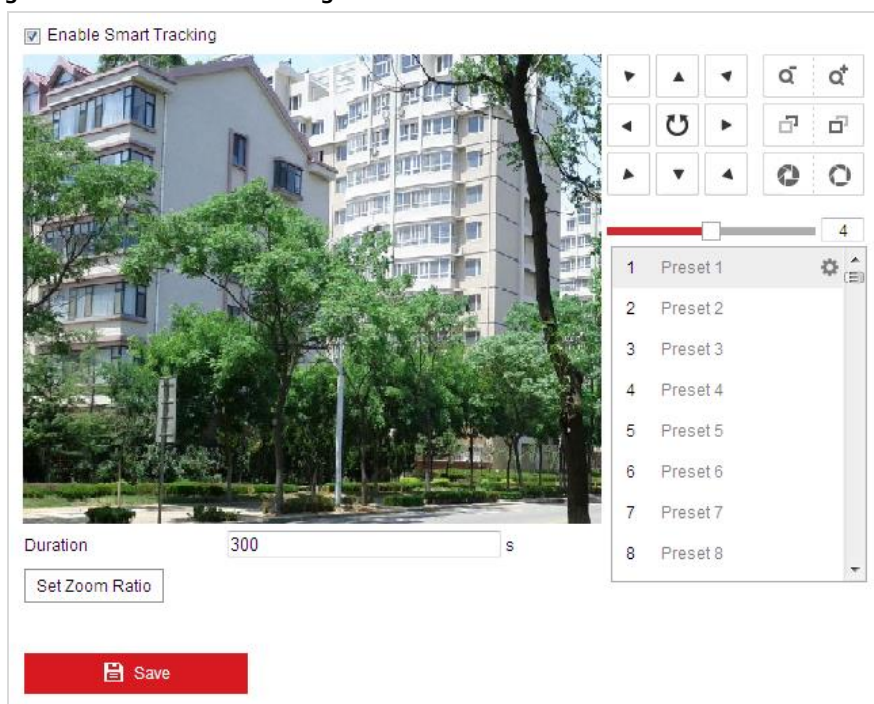 Enable Smart Tracking
4
1 Preset 1
2 Preset 2
3 Preset 3
4 Preset 4
5 Preset 5
6 Preset 6
7 Preset 7
8 Preset 8
Duration 300 s
Set Zoom Ratio
Save